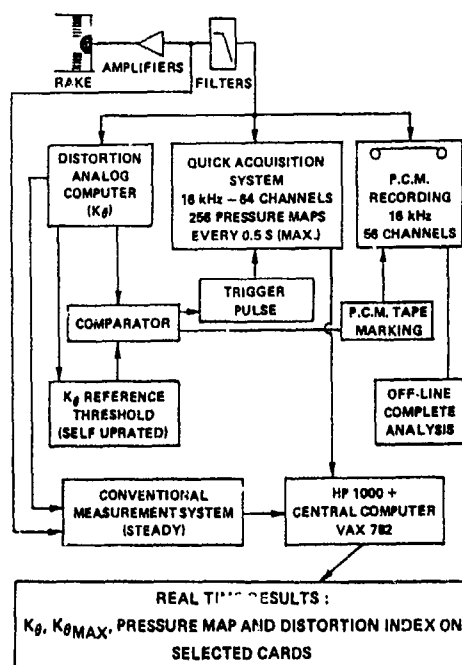 RAKE
AMPLIFIERS
FILTERS
DISTORTION
ANALOG
COMPUTER
(Kθ)
QUICK ACQUISITION
SYSTEM
16 kHz – 64 CHANNELS
256 PRESSURE MAPS
EVERY 0.5 S (MAX.)
P.C.M.
RECORDING
16 kHz
56 CHANNELS
TRIGGER
PULSE
COMPARATOR
P.C.M. TAPE
MARKING
Kθ REFERENCE
THRESHOLD
(SELF UPRATED)
OFF-LINE
COMPLETE
ANALYSIS
CONVENTIONAL
MEASUREMENT SYSTEM
(STEADY)
HP 1000 +
CENTRAL COMPUTER
VAX 782
REAL TIME RESULTS :
Kθ, KθMAX, PRESSURE MAP AND DISTORTION INDEX ON
SELECTED CARDS